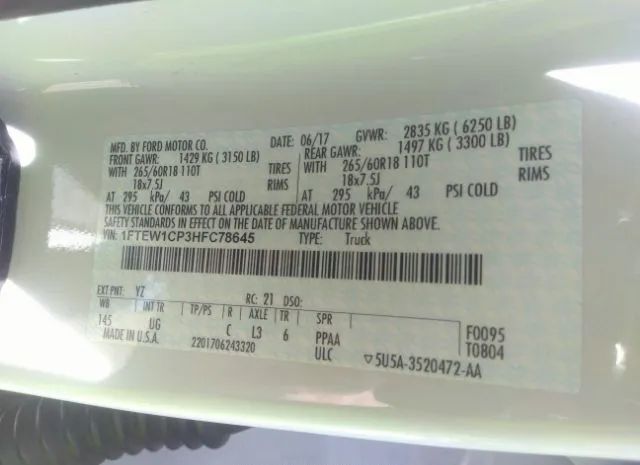 MFD. BY FORD MOTOR CO. DATE: 06/17 GVWR: 2835 KG ( 6250 LB)
FRONT GAWR: 1429 KG ( 3150 LB) REAR GAWR: 1497 KG ( 3300 LB)
WITH 265/60R18 110T TIRES WITH 265/60R18 110T TIRES
18x7.5J RIMS 18x7.5J RIMS
AT 295 kPa/ 43 PSI COLD AT 295 kPa/ 43 PSI COLD
THIS VEHICLE CONFORMS TO ALL APPLICABLE FEDERAL MOTOR VEHICLE
SAFETY STANDARDS IN EFFECT ON THE DATE OF MANUFACTURE SHOWN ABOVE.
VIN: 1FTEW1CP3HFC78645 TYPE: Truck
EXT PNT: YZ RC: 21 DSO:
WB INT TR TP/PS R AXLE TR SPR
145 UG C L3 6 PPAA F0095
MADE IN U.S.A. 2201706243320 ULC T0804
▽5U5A-3520472-AA